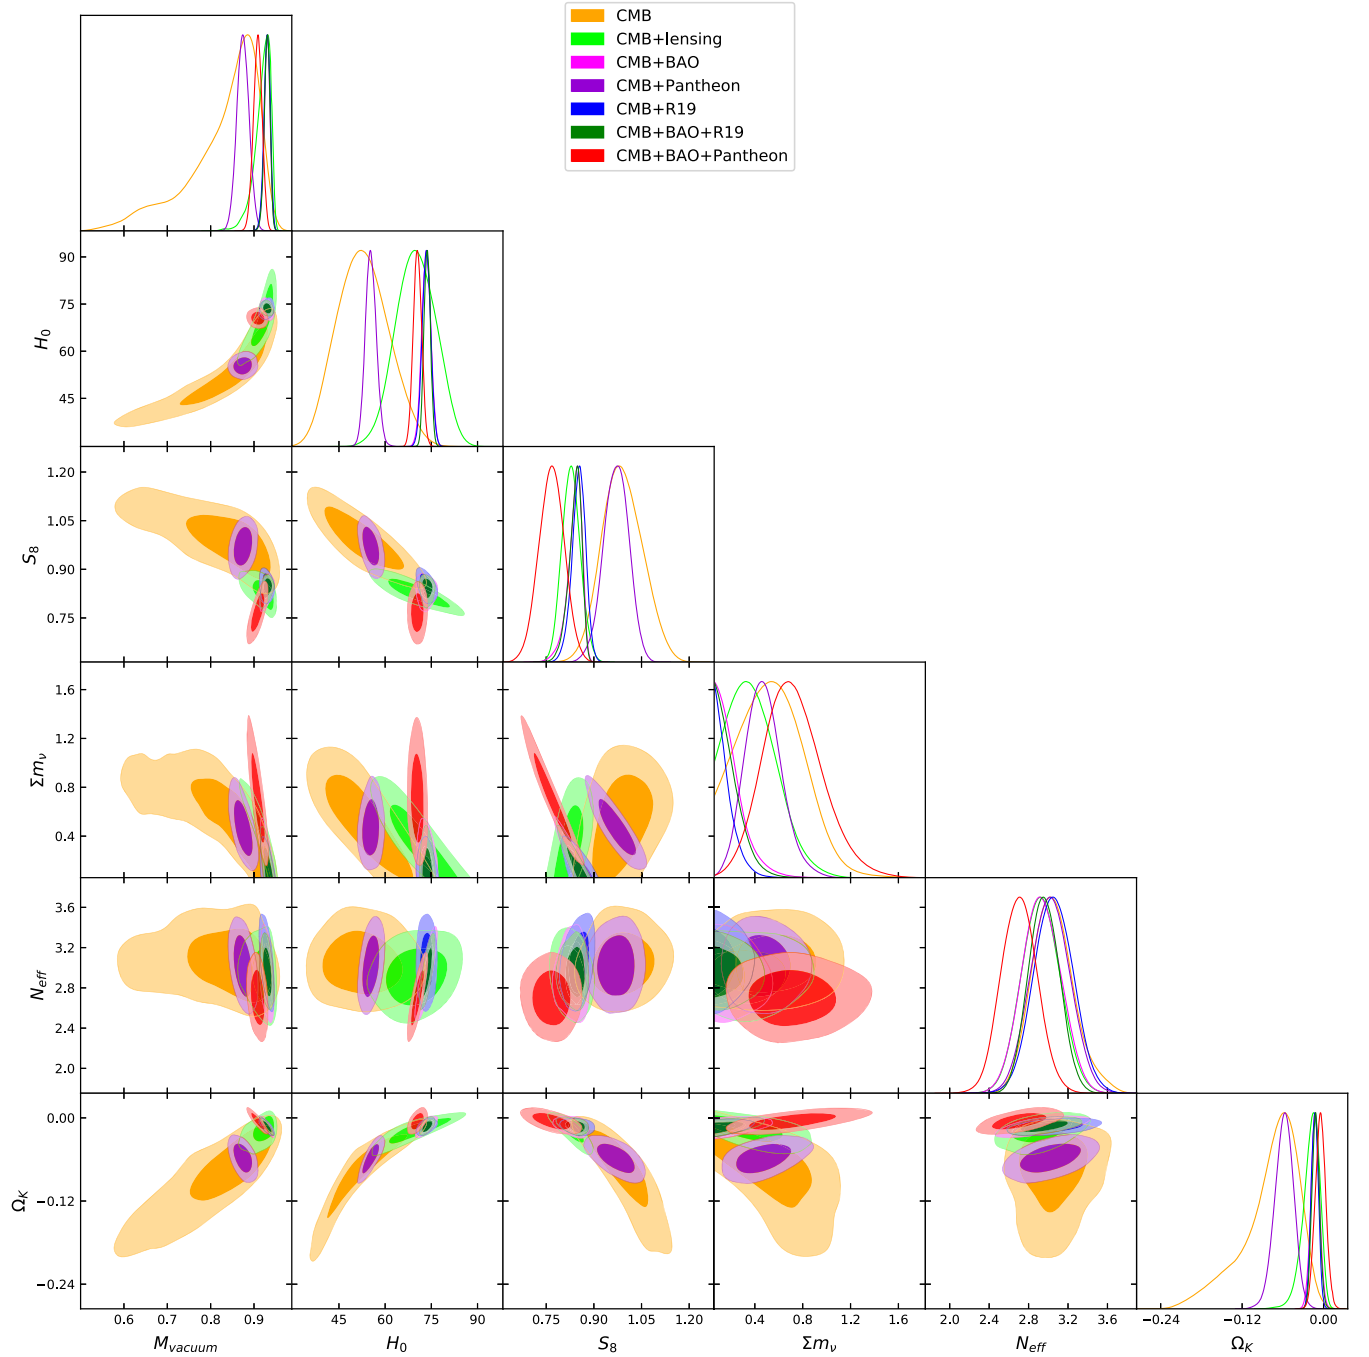 CMB
CMB+lensing
CMB+BAO
CMB+Pantheon
CMB+R19
CMB+BAO+R19
CMB+BAO+Pantheon
90
75
60
45
H0
1.20
1.05
0.90
0.75
S8
1.6
1.2
0.8
0.4
Σmν
3.6
3.2
2.8
2.4
2.0
Neff
0.00
−0.12
−0.24
ΩK
0.6 0.7 0.8 0.9
45 60 75 90
0.75 0.90 1.05 1.20
0.4 0.8 1.2 1.6
2.0 2.4 2.8 3.2 3.6
−0.24 −0.12 0.00
Mvacuum
H0
S8
Σmν
Neff
ΩK